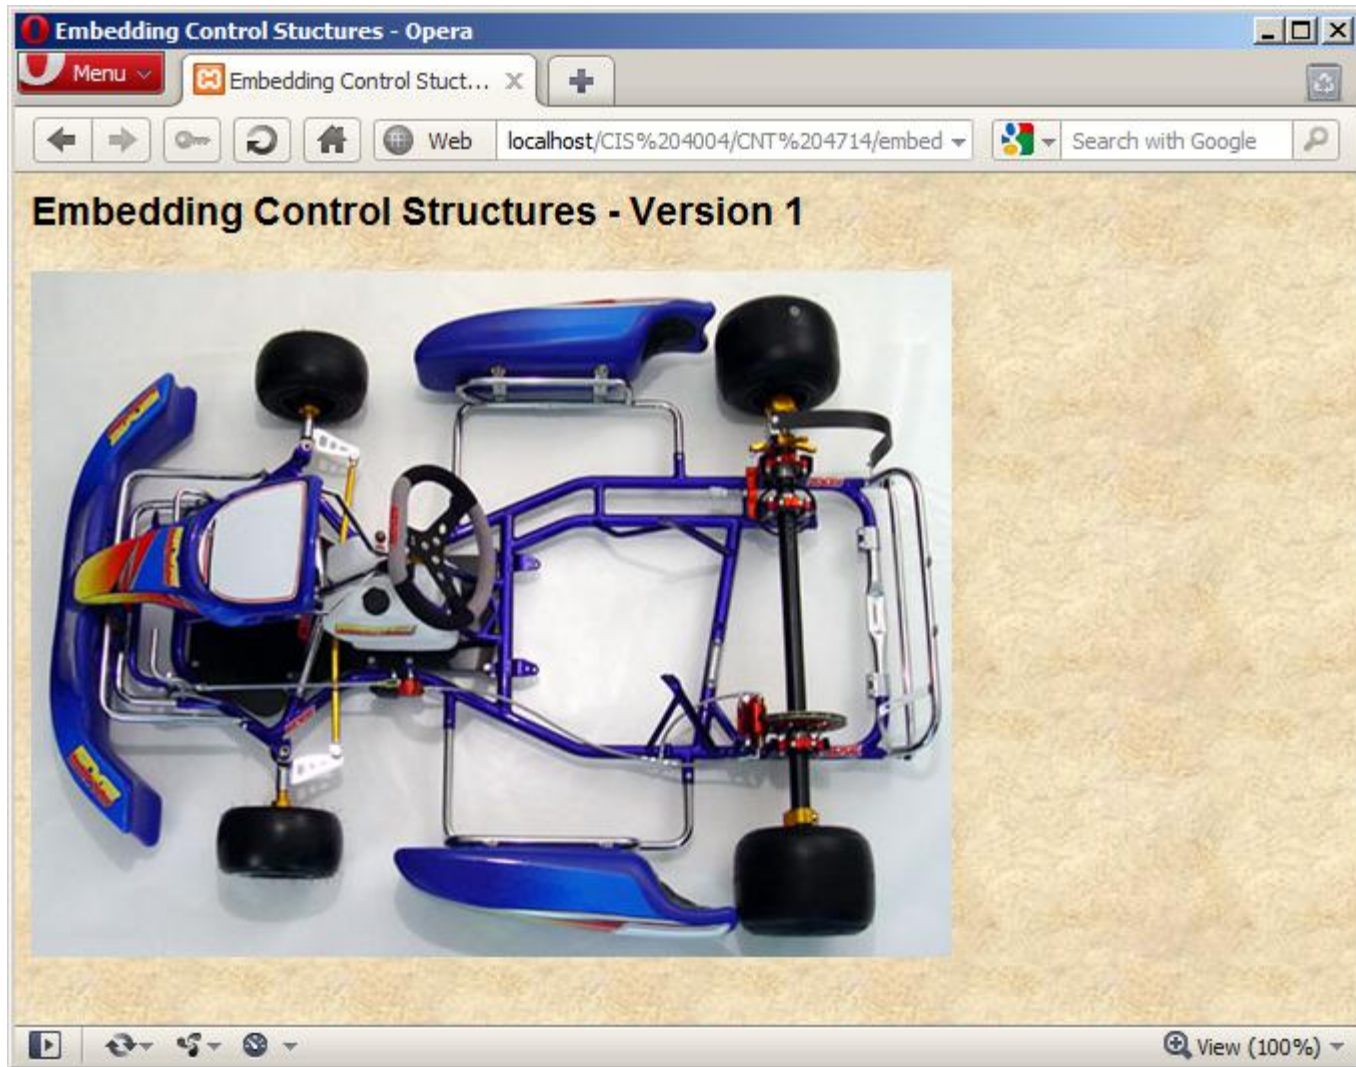 Embedding Control Stuctures - Opera
Menu
Embedding Control Stuct...
Web
localhost/CIS%204004/CNT%204714/embed
Search with Google
Embedding Control Structures - Version 1
View (100%)